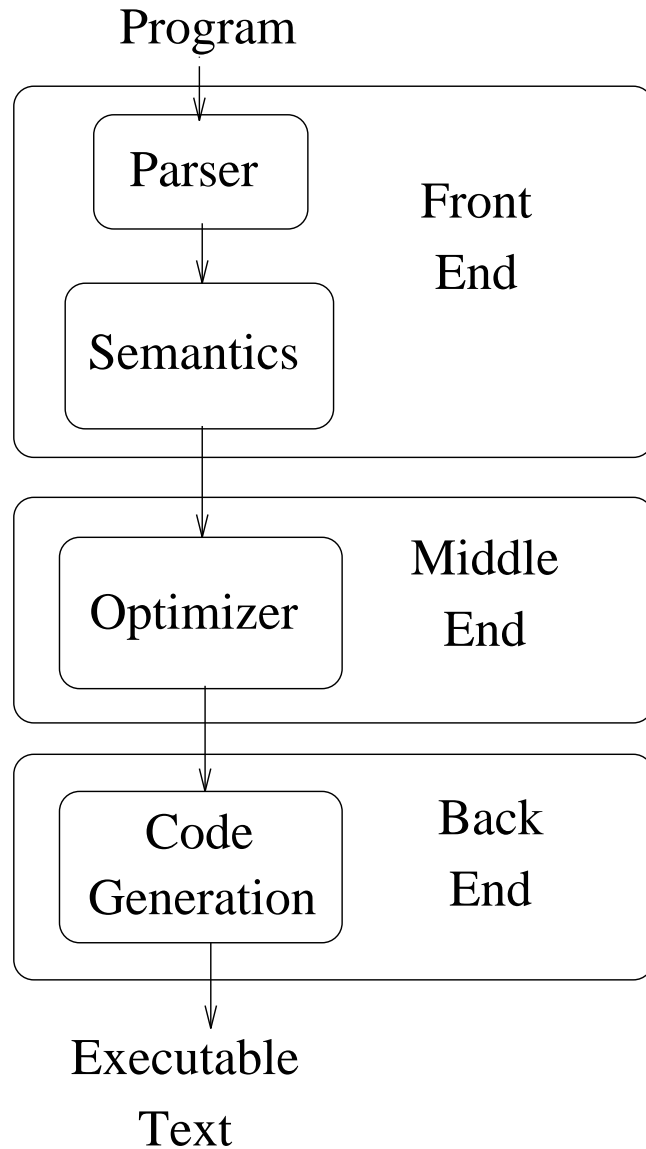 Program
Parser
Front
End
Semantics
Middle
End
Optimizer
Back
End
Code
Generation
Executable
Text